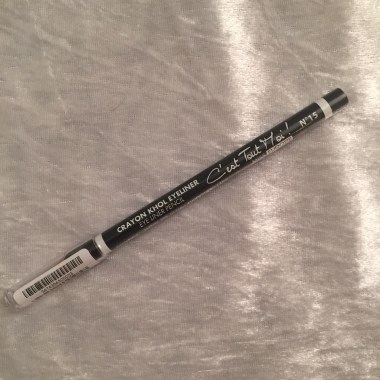 CRAYON KHOL EYELINER
EYE LINER PENCIL
C'est Tout Moi!
N°15